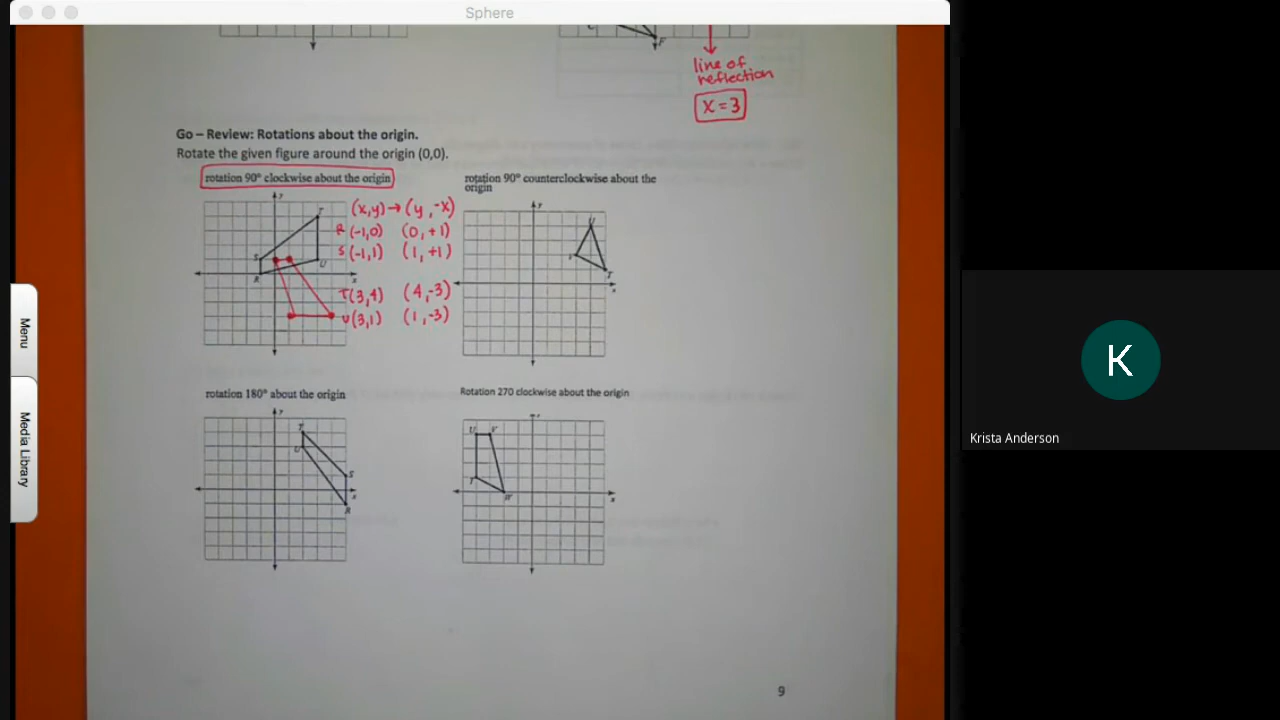 Sphere
F
line of
reflection
x = 3
Go – Review: Rotations about the origin.
Rotate the given figure around the origin (0,0).
rotation 90° clockwise about the origin
rotation 90° counterclockwise about the
origin
y
(x,y) → (y, -x)
R (-1,0) (0, +1)
S (-1,1) (1, +1)
T (3,4) (4,-3)
U (3,1) (1, -3)
T
S
U
R
x
y
T
x
rotation 180° about the origin
Rotation 270 clockwise about the origin
y
T
U
S
x
R
U V
T
W
x
9
Menu
Media Library
K
Krista Anderson